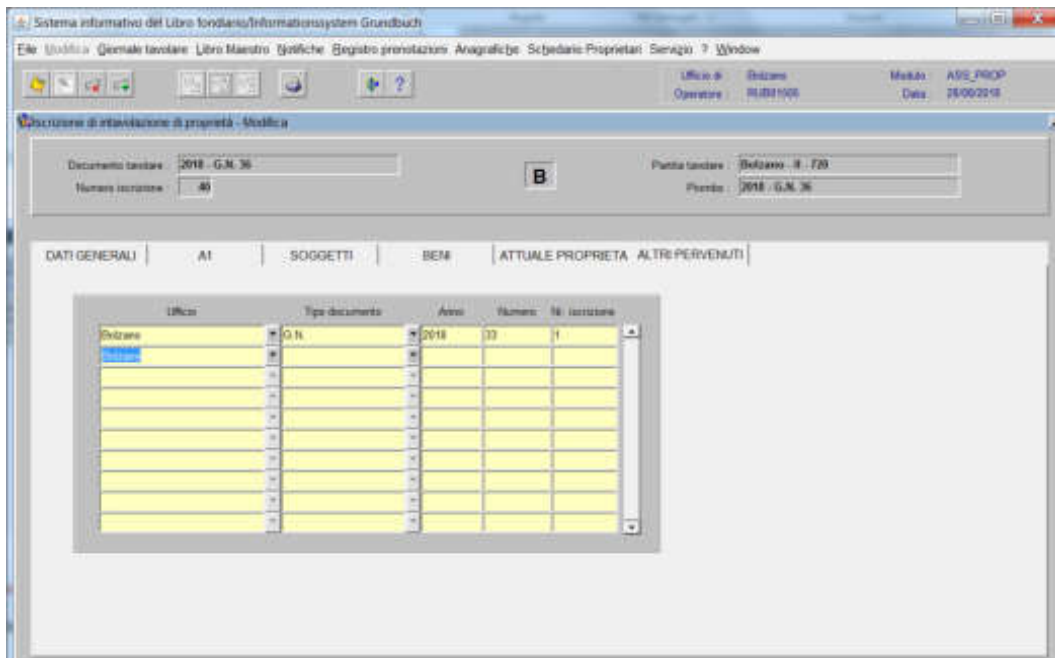 Sistema informativo del Libro fondiario/Informationssystem Grundbuch
File Modifica Giornale tavolare Libro Maestro Notifiche Registro prenotazioni Anagrafiche Schedario Proprietari Servizio ? Window
Ufficio di Bolzano Modulo ASS_PROP
Operatore : Data
Iscrizione di intavolazione di proprietà - Modifica
Documento tavolare : 2018 - G.N. 36 B Partita tavolare : Bolzano - II - 720
Numero iscrizione : 40 Piombo : 2018 - G.N. 36
DATI GENERALI A1 SOGGETTI BENI ATTUALE PROPRIETA ALTRI PERVENUTI
Ufficio Tipo documento Anno Numero Nr. iscrizione
Bolzano G.N. 2018 33 1
Bolzano